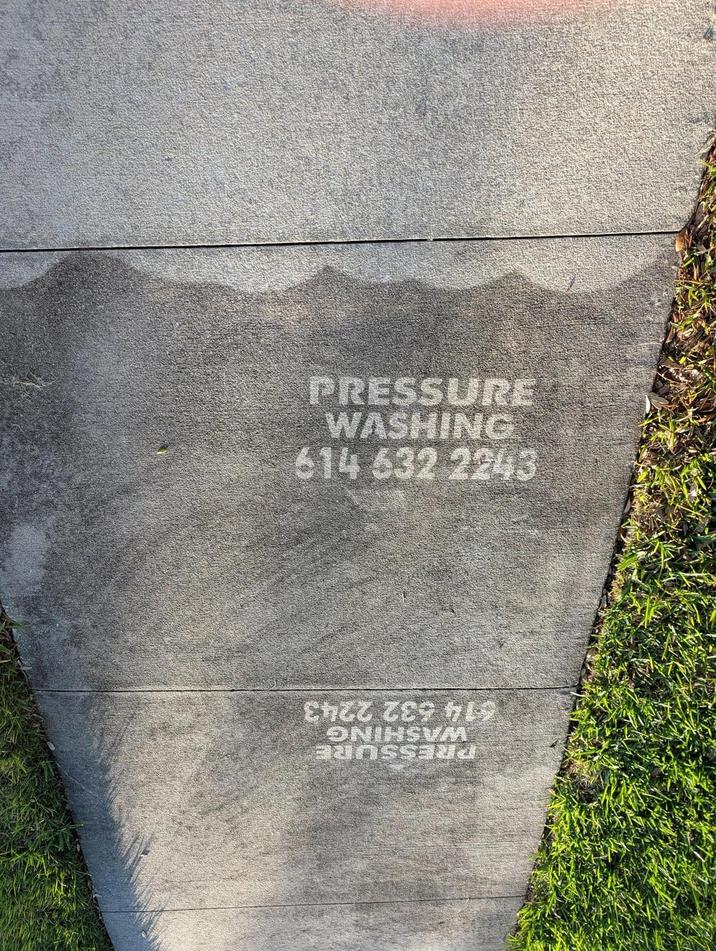 PRESSURE
WASHING
614 632 2243
PRESSURE
WASHING
614 632 2243